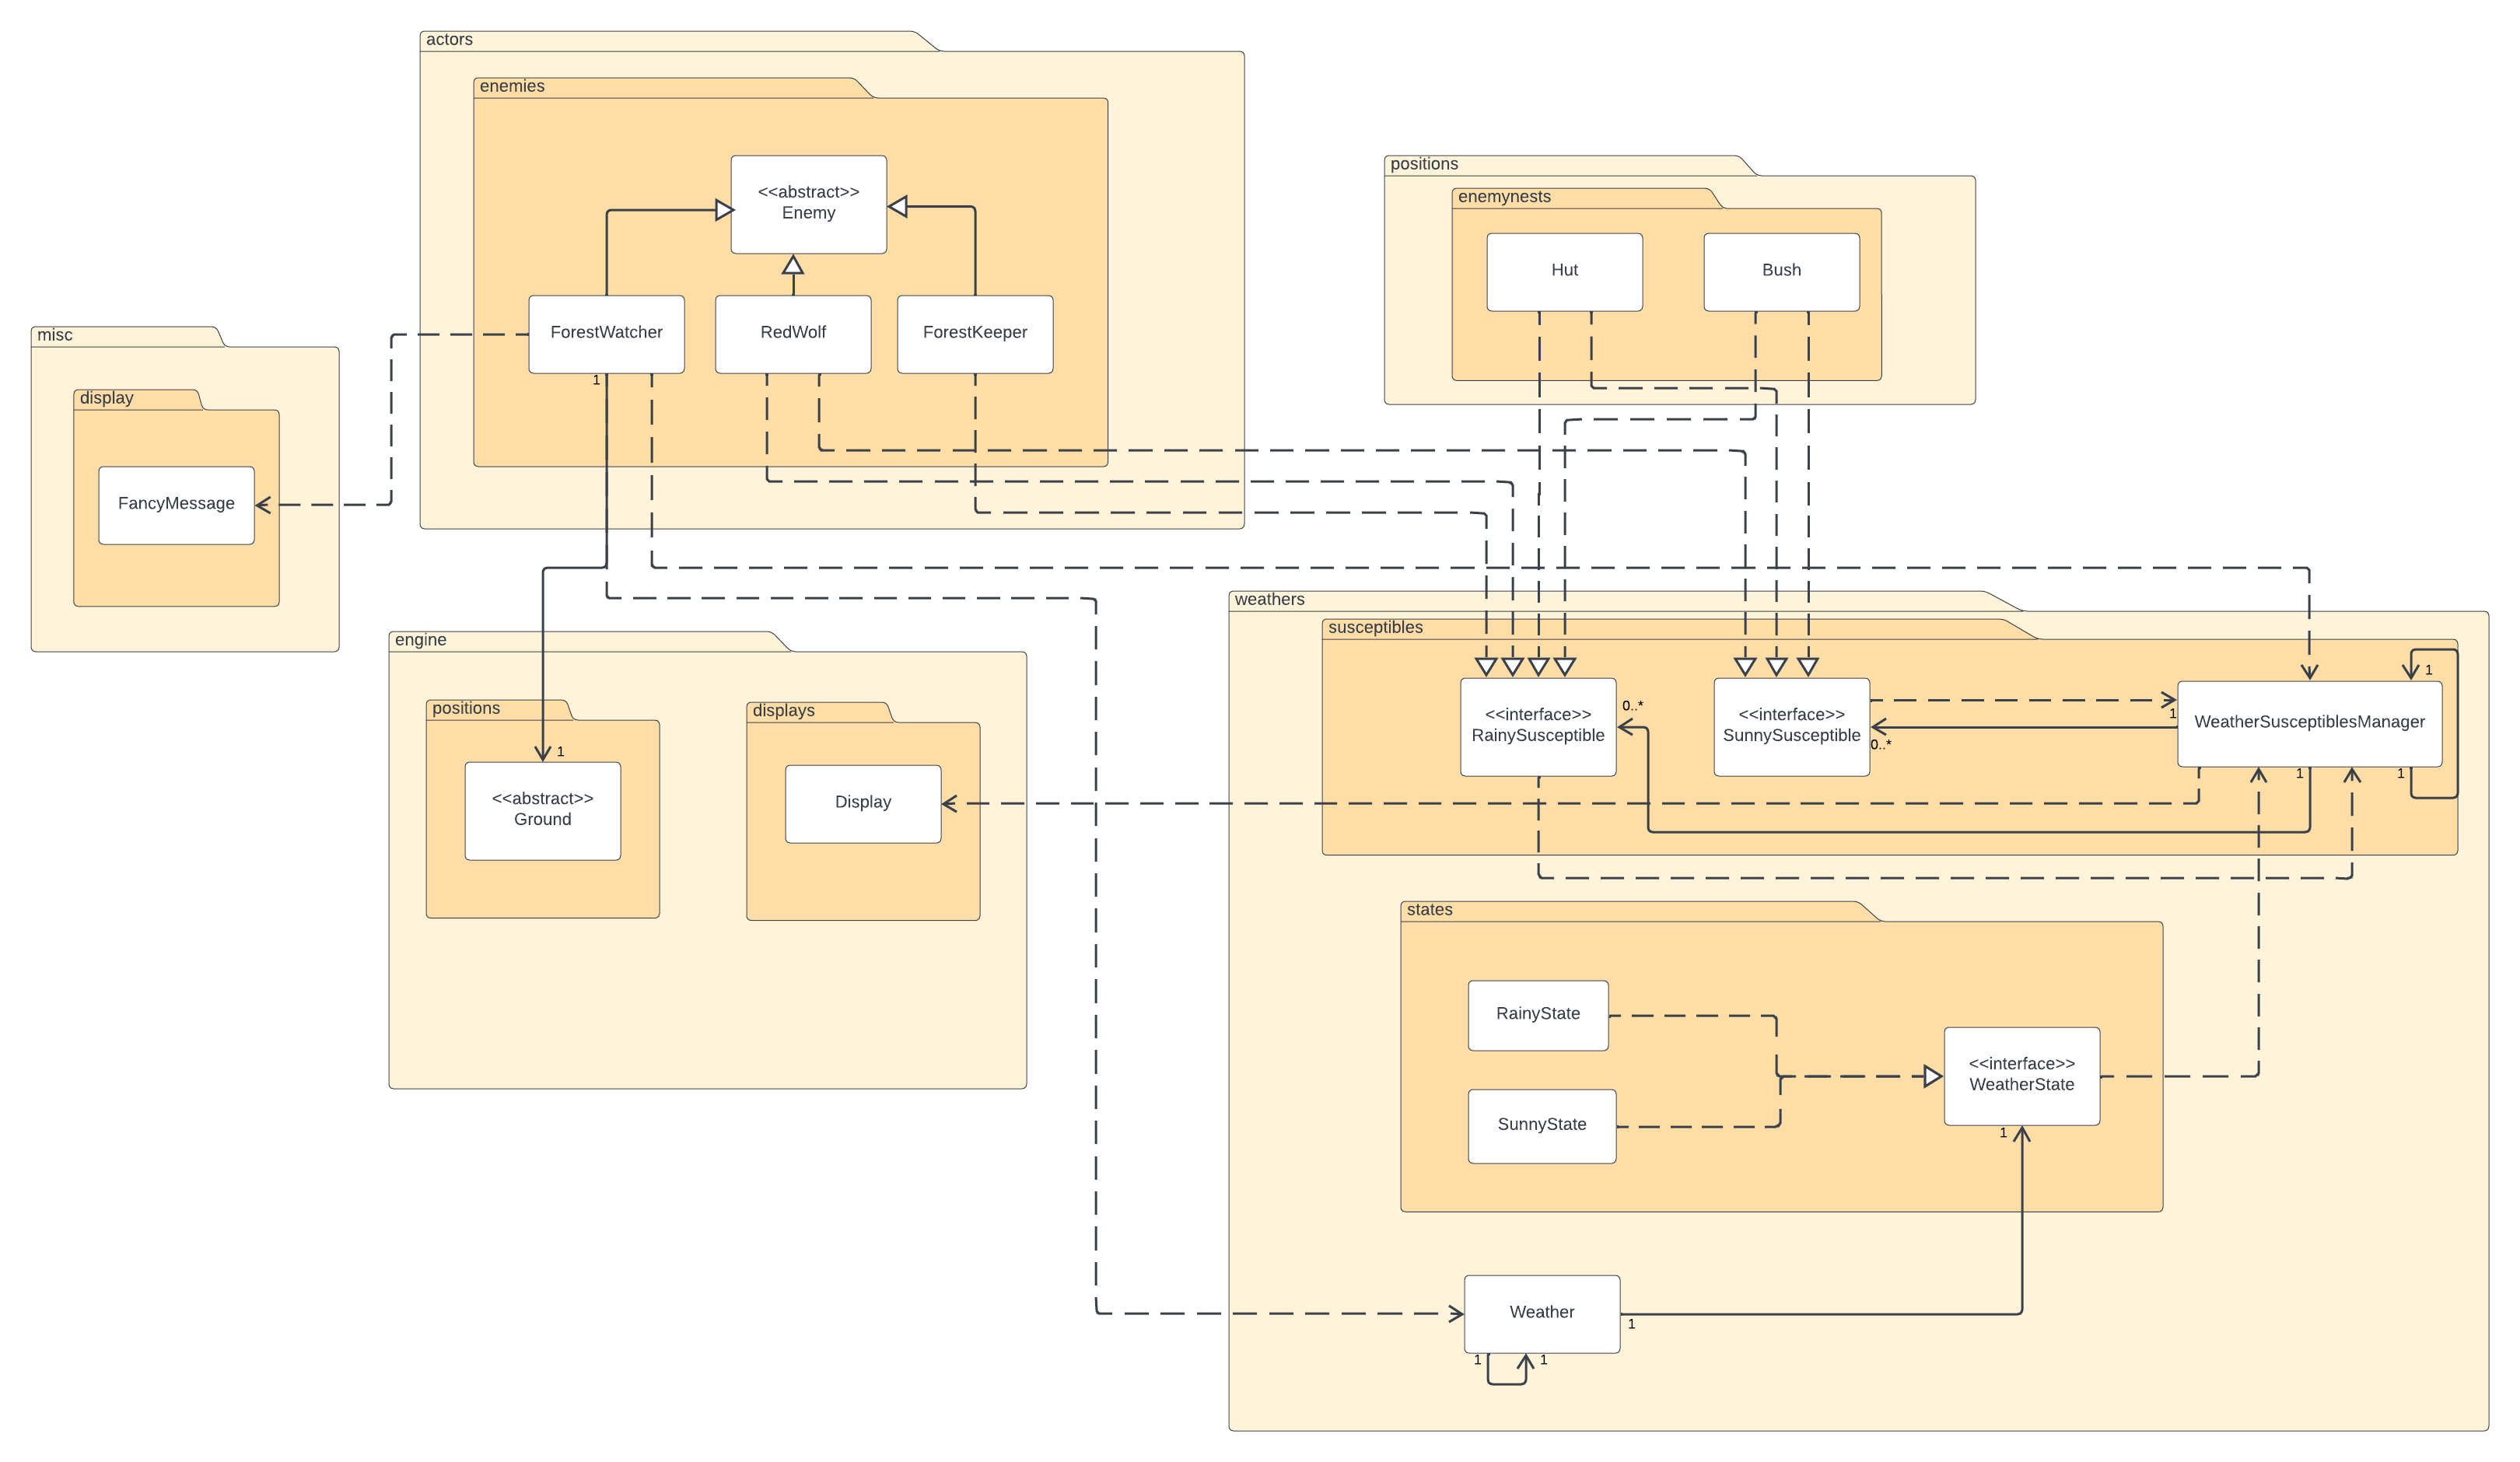 actors
enemies
<<abstract>>
Enemy
ForestWatcher
RedWolf
ForestKeeper
1
positions
enemynests
Hut
Bush
misc
display
FancyMessage
engine
positions
1
<<abstract>>
Ground
displays
Display
weathers
susceptibles
<<interface>>
RainySusceptible
0..*
<<interface>>
SunnySusceptible
0..*
1
WeatherSusceptiblesManager
1
1
1
states
RainyState
SunnyState
<<interface>>
WeatherState
1
Weather
1
1
1